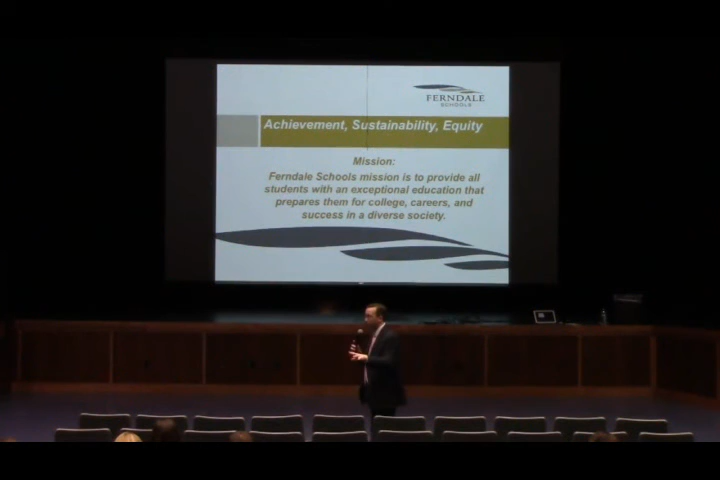 FERNDALE
SCHOOLS
Achievement, Sustainability, Equity
Mission:
Ferndale Schools mission is to provide all
students with an exceptional education that
prepares them for college, careers, and
success in a diverse society.